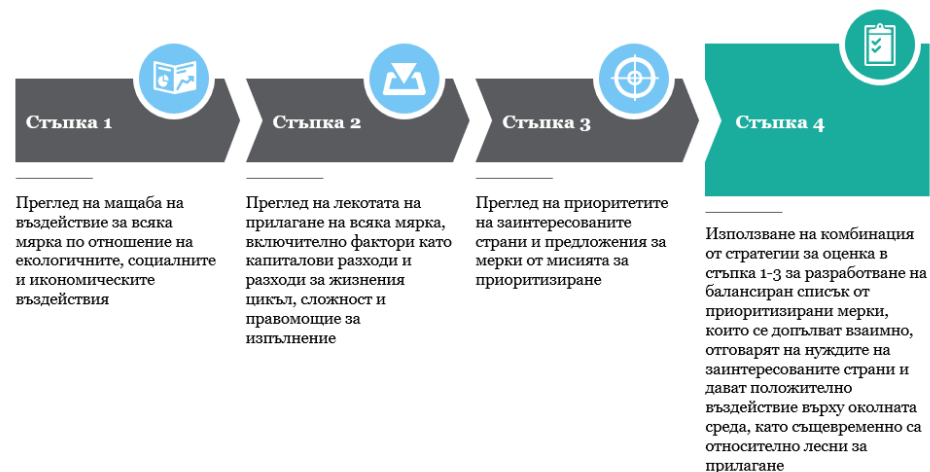 Стъпка 1
Преглед на мащаба на
въздействие за всяка
мярка по отношение на
екологичните, социалните
и икономическите
въздействия
Стъпка 2
Преглед на лекотата на
прилагане на всяка мярка,
включително фактори като
капиталови разходи и
разходи за жизнения
цикъл, сложност и
правомощие за
изпълнение
Стъпка 3
Преглед на приоритетите
на заинтересованите
страни и предложения за
мерки от мисията за
приоритизиране
Стъпка 4
Използване на комбинация
от стратегии за оценка в
стъпка 1-3 за разработване на
балансиран списък от
приоритизирани мерки,
които се допълват взаимно,
отговарят на нуждите на
заинтересованите страни и
дават положително
въздействие върху околната
среда, като същевременно са
относително лесни за
прилагане